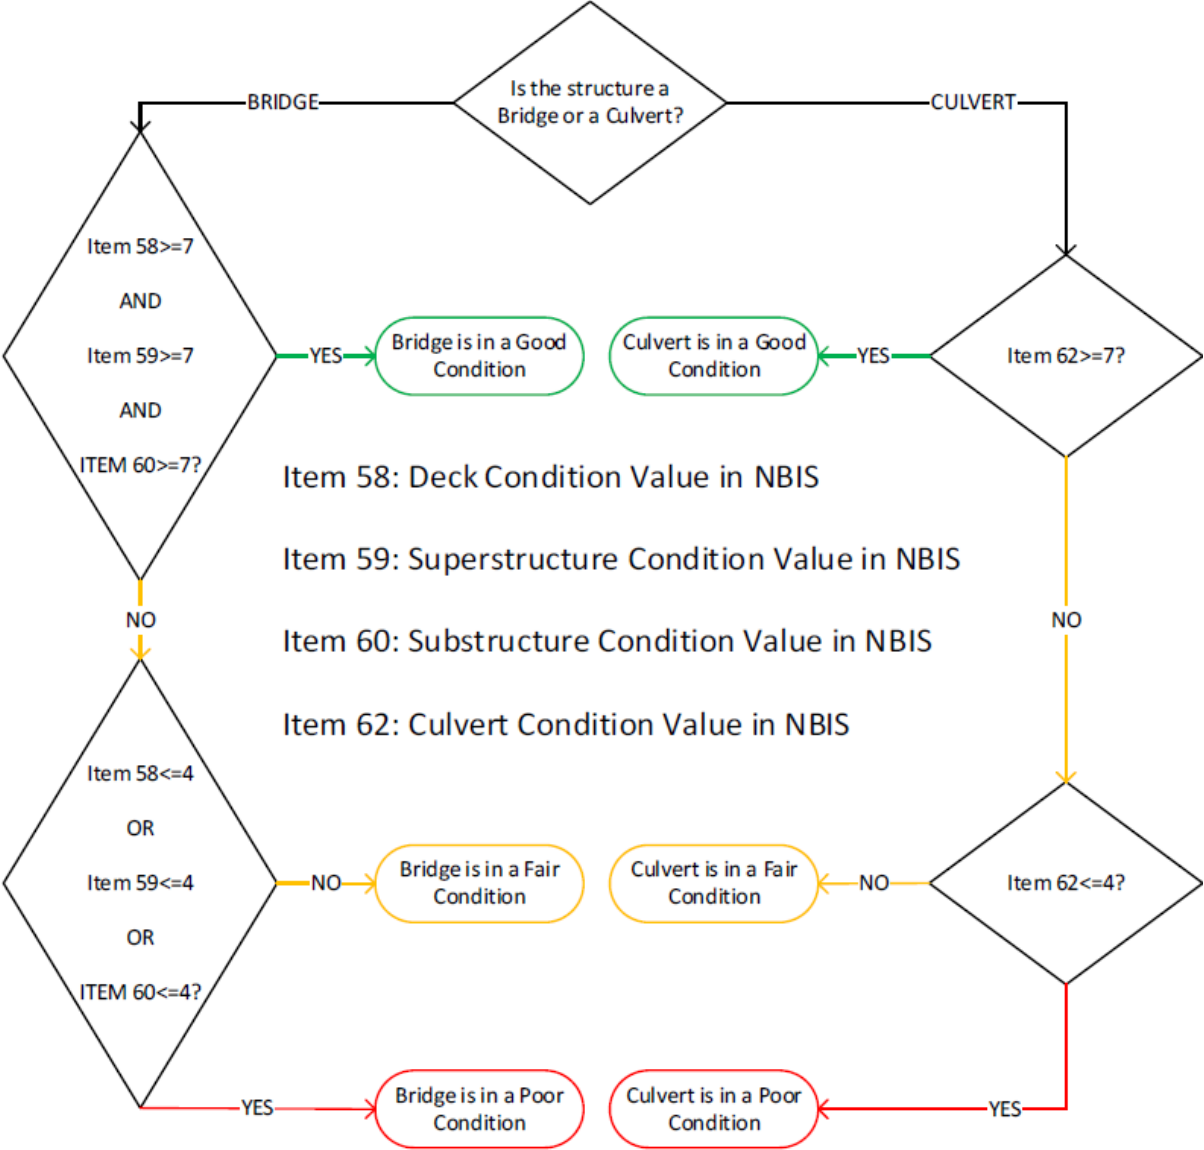 Is the structure a
Bridge or a Culvert?
BRIDGE
CULVERT
Item 58>=7
AND
Item 59>=7
AND
ITEM 60>=7?
YES
Bridge is in a Good
Condition
Culvert is in a Good
Condition
YES
Item 62>=7?
Item 58: Deck Condition Value in NBIS
Item 59: Superstructure Condition Value in NBIS
Item 60: Substructure Condition Value in NBIS
Item 62: Culvert Condition Value in NBIS
NO
NO
Item 58<=4
OR
Item 59<=4
OR
ITEM 60<=4?
NO
Bridge is in a Fair
Condition
Culvert is in a Fair
Condition
NO
Item 62<=4?
YES
Bridge is in a Poor
Condition
Culvert is in a Poor
Condition
YES